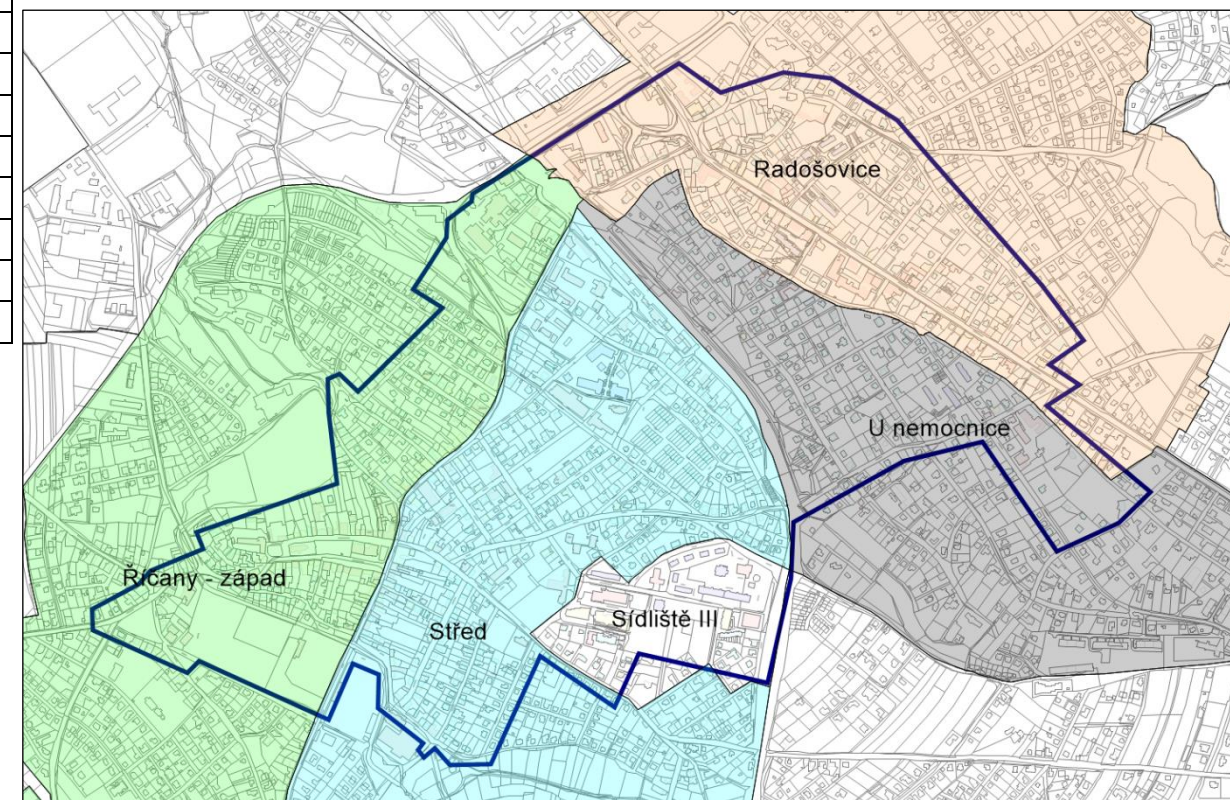 Radošovice
U nemocnice
Říčany - západ
Sídliště III
Střed